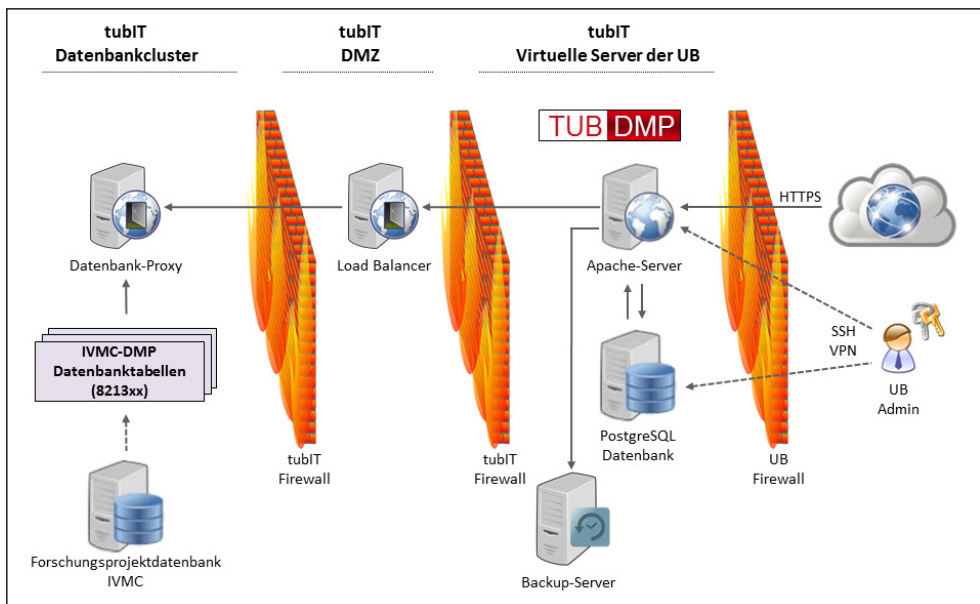 tubIT
Datenbankcluster
tubIT
DMZ
tubIT
Virtuelle Server der UB
TUB DMP
HTTPS
Datenbank-Proxy
Load Balancer
Apache-Server
SSH
VPN
UB
Admin
IVMC-DMP
Datenbanktabellen
(8213xx)
PostgreSQL
Datenbank
tubIT
Firewall
tubIT
Firewall
UB
Firewall
Forschungsprojektdatenbank
IVMC
Backup-Server